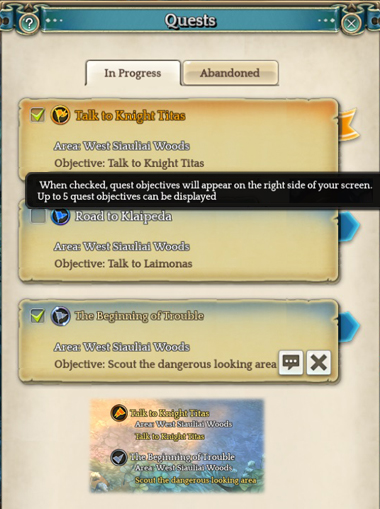 Quests
In Progress
Abandoned
Talk to Knight Titas
Area: West Siauliai Woods
Objective: Talk to Knight Titas
When checked, quest objectives will appear on the right side of your screen.
Up to 5 quest objectives can be displayed
Road to Klaipeda
Area: West Siauliai Woods
Objective: Talk to Laimonas
The Beginning of Trouble
Area: West Siauliai Woods
Objective: Scout the dangerous looking area
Talk to Knight Titas
Area: West Siauliai Woods
Talk to Knight Titas
The Beginning of Trouble
Area: West Siauliai Woods
Scout the dangerous looking area